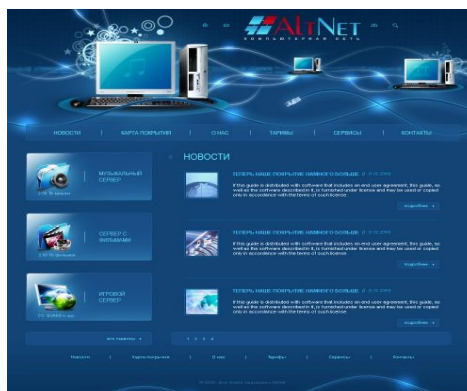 ALTNET
КОМПЬЮТЕРНАЯ СЕТЬ
НОВОСТИ | КАРТА ПОКРЫТИЯ | О НАС | ТАРИФЫ | СЕРВИСЫ | КОНТАКТЫ
МУЗЫКАЛЬНЫЙ
СЕРВЕР
СЕРВЕР С
ФИЛЬМАМИ
ИГРОВОЙ
СЕРВЕР
все сервисы
НОВОСТИ
ТЕПЕРЬ НАШЕ ПОКРЫТИЕ НАМНОГО БОЛЬШЕ
If this guide is distributed with software that includes an end user agreement, this guide, as
well as the software described in it, is furnished under license and may be used or copied
only in accordance with the terms of such license.
подробнее
ТЕПЕРЬ НАШЕ ПОКРЫТИЕ НАМНОГО БОЛЬШЕ
If this guide is distributed with software that includes an end user agreement, this guide, as
well as the software described in it, is furnished under license and may be used or copied
only in accordance with the terms of such license.
подробнее
ТЕПЕРЬ НАШЕ ПОКРЫТИЕ НАМНОГО БОЛЬШЕ
If this guide is distributed with software that includes an end user agreement, this guide, as
well as the software described in it, is furnished under license and may be used or copied
only in accordance with the terms of such license.
подробнее
1 2 3 4
Новости | Карта покрытия | О нас | Тарифы | Сервисы | Контакты